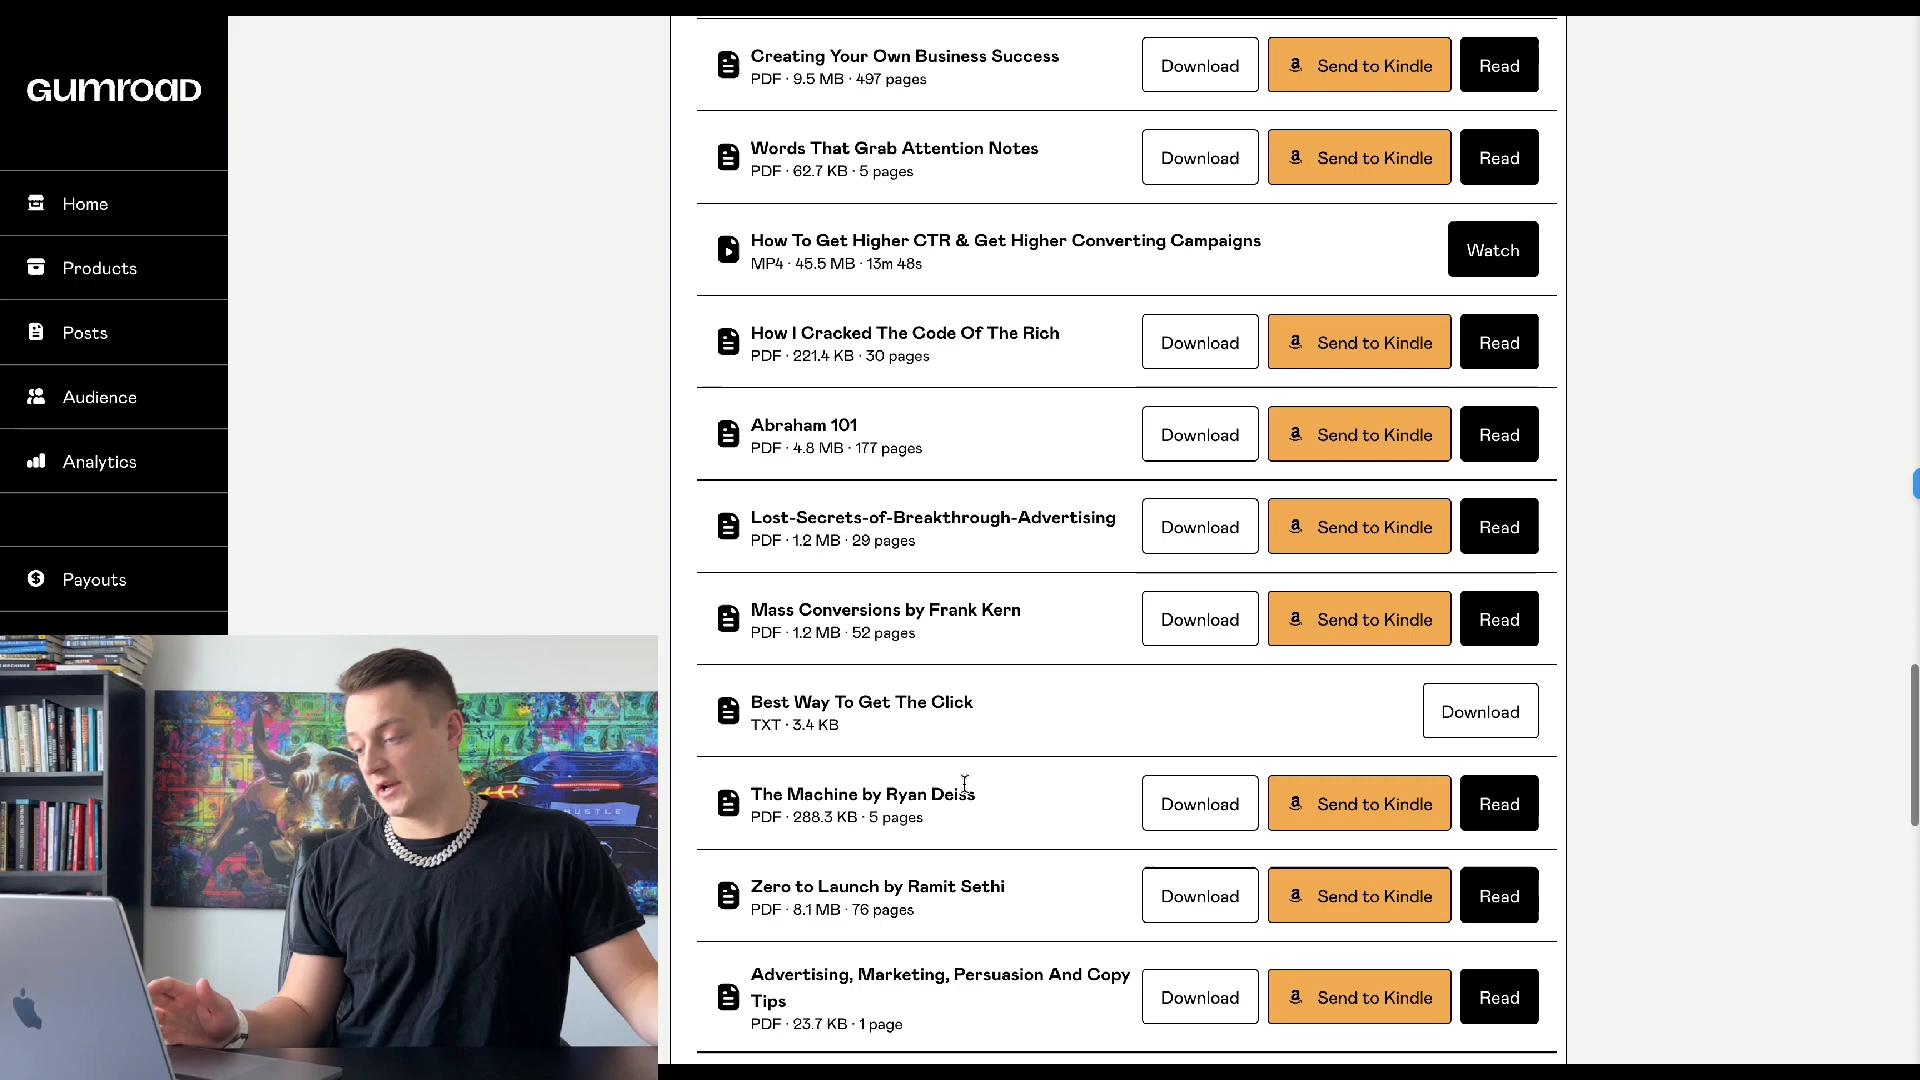 GUMROAD
Home
Products
Posts
Audience
Analytics
Payouts
Creating Your Own Business Success
PDF · 9.5 MB · 497 pages
Download
Send to Kindle
Read
Words That Grab Attention Notes
PDF · 62.7 KB · 5 pages
Download
Send to Kindle
Read
How To Get Higher CTR & Get Higher Converting Campaigns
MP4 · 45.5 MB · 13m 48s
Watch
How I Cracked The Code Of The Rich
PDF · 221.4 KB · 30 pages
Download
Send to Kindle
Read
Abraham 101
PDF · 4.8 MB · 177 pages
Download
Send to Kindle
Read
Lost-Secrets-of-Breakthrough-Advertising
PDF · 1.2 MB · 29 pages
Download
Send to Kindle
Read
Mass Conversions by Frank Kern
PDF · 1.2 MB · 52 pages
Download
Send to Kindle
Read
Best Way To Get The Click
TXT · 3.4 KB
Download
The Machine by Ryan Deiss
PDF · 288.3 KB · 5 pages
Download
Send to Kindle
Read
Zero to Launch by Ramit Sethi
PDF · 8.1 MB · 76 pages
Download
Send to Kindle
Read
Advertising, Marketing, Persuasion And Copy
Tips
PDF · 23.7 KB · 1 page
Download
Send to Kindle
Read
HUSTLE